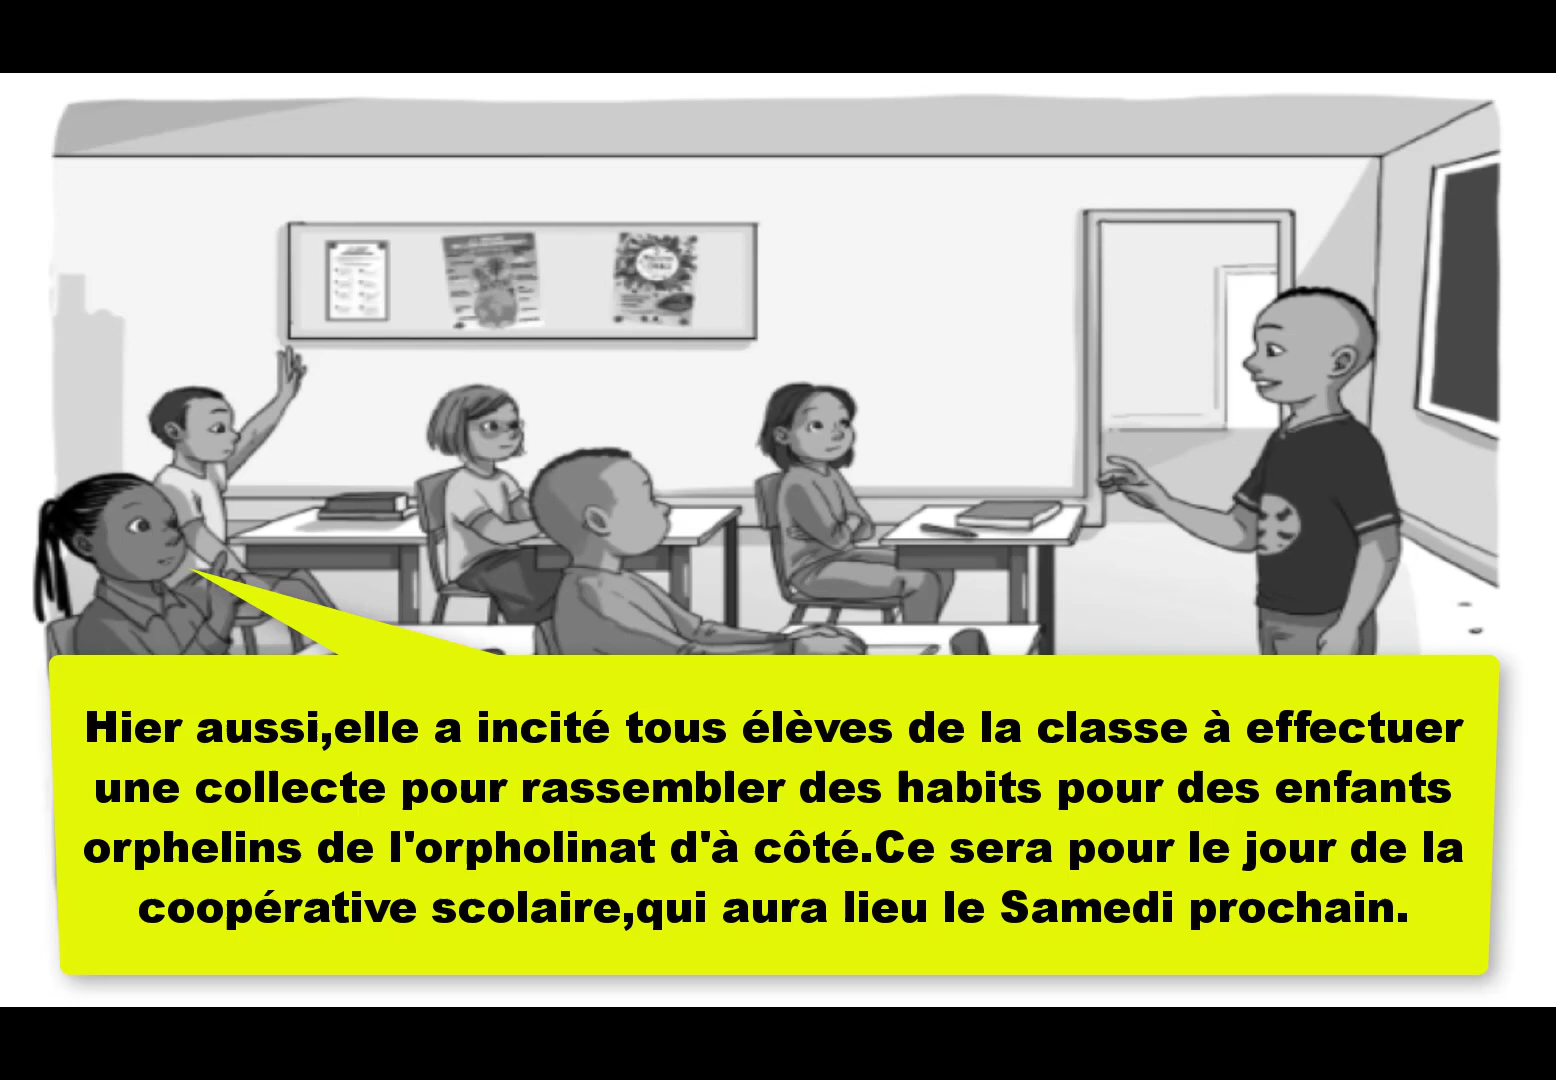 Hier aussi,elle a incité tous élèves de la classe à effectuer
une collecte pour rassembler des habits pour des enfants
orphelins de l'orpholinat d'à côté.Ce sera pour le jour de la
coopérative scolaire,qui aura lieu le Samedi prochain.